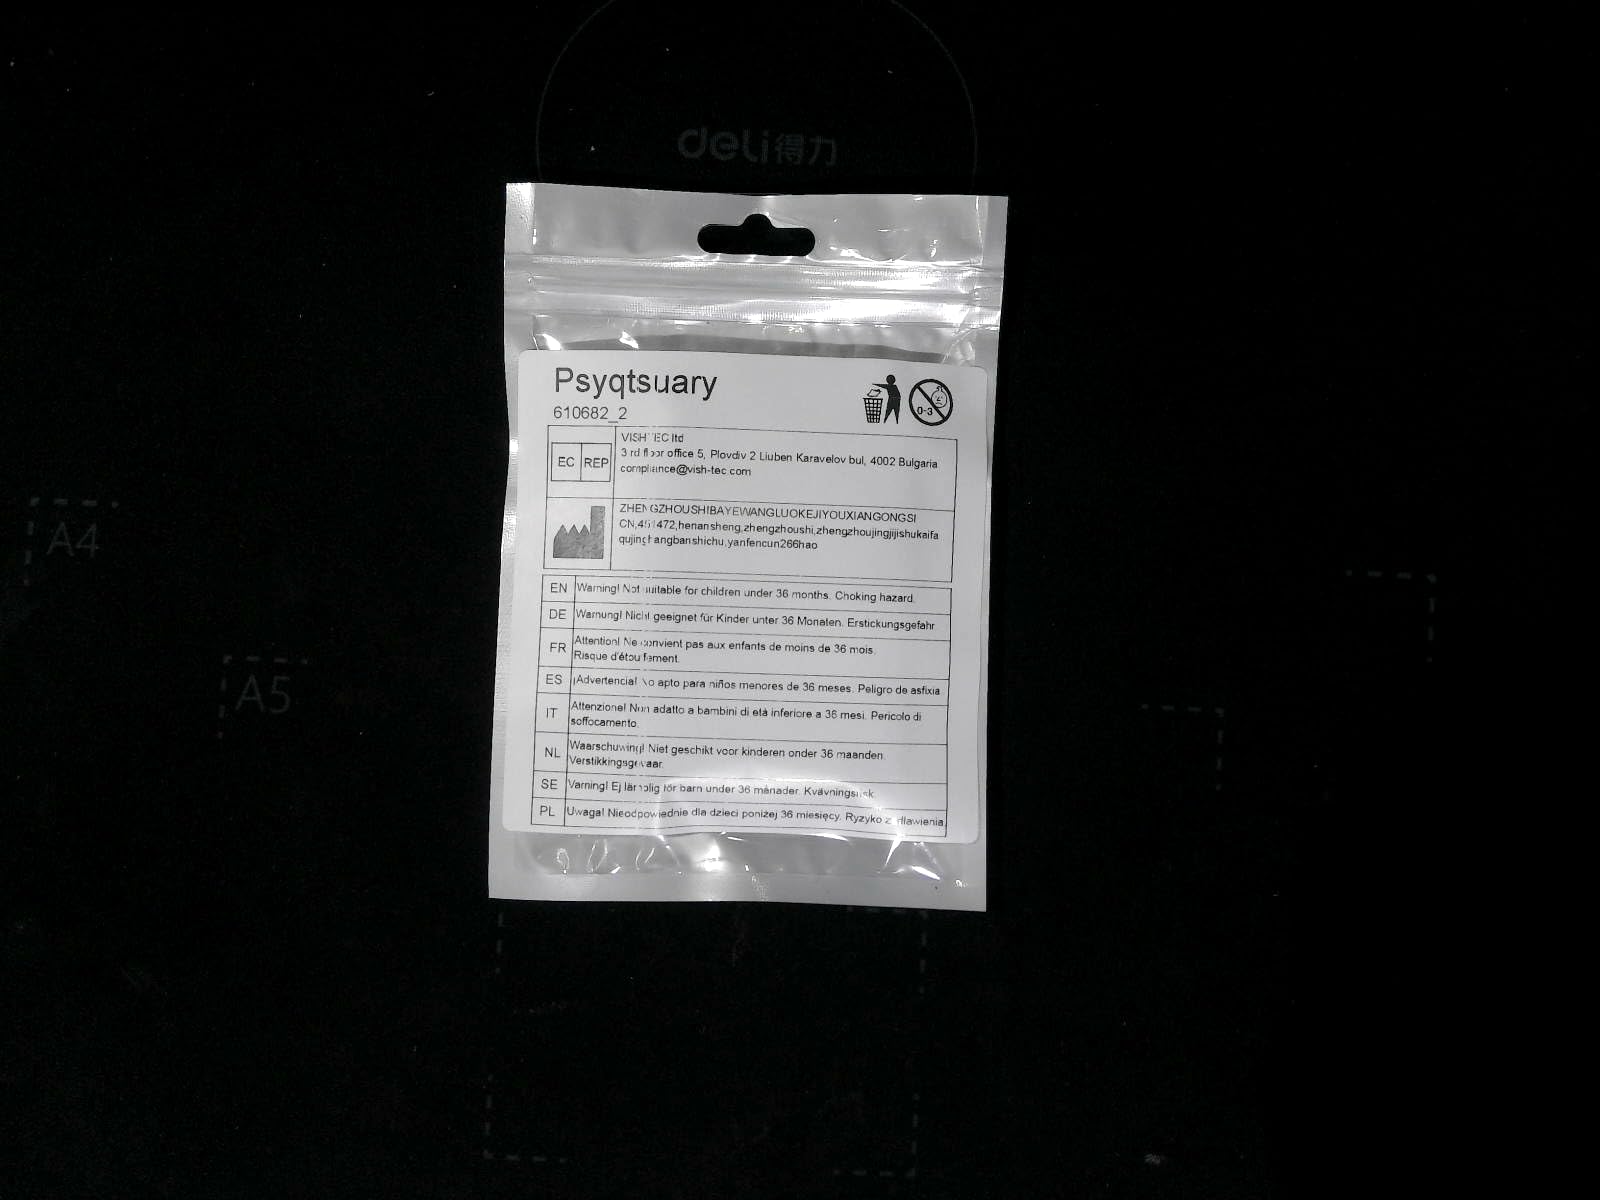 deli得力
Psyqtsuary
610682_2
0-3
EC REP
VISH TEC ltd
3 rd floor office 5, Plovdiv 2 Liuben Karavelov bul, 4002 Bulgaria
compliance@vish-tec.com
ZHENGZHOUSHIBAYEWANGLUOKEJIYOUXIANGONGSI
CN,451472,henansheng,zhengzhoushi,zhengzhoujingjijishukaifa
qujingbangbanshichu,yanfencun266hao
EN Warning! Not suitable for children under 36 months. Choking hazard.
DE Warnung! Nicht geeignet für Kinder unter 36 Monaten. Erstickungsgefahr
FR Attention! Ne convient pas aux enfants de moins de 36 mois.
Risque d'étouffement.
ES ¡Advertencia! No apto para niños menores de 36 meses. Peligro de asfixia
IT Attenzione! Non adatto a bambini di età inferiore a 36 mesi. Pericolo di
soffocamento.
NL Waarschuwing! Niet geschikt voor kinderen onder 36 maanden.
Verstikkingsgevaar.
SE Varning! Ej lämplig för barn under 36 månader. Kvävningsrisk.
PL Uwaga! Nieodpowiednie dla dzieci poniżej 36 miesięcy. Ryzyko zadławienia.
A4
A5